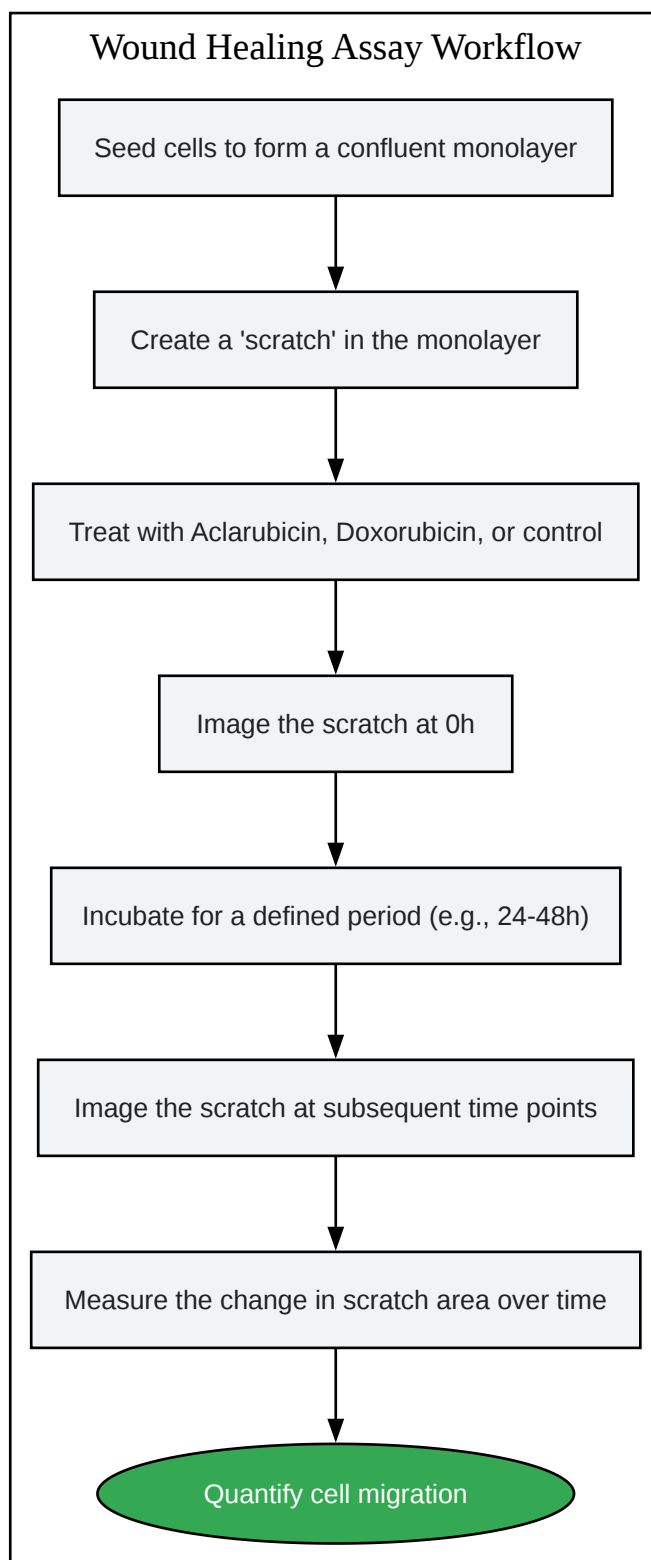 Wound Healing Assay Workflow
Seed cells to form a confluent monolayer
Create a 'scratch' in the monolayer
Treat with Aclarubicin, Doxorubicin, or control
Image the scratch at 0h
Incubate for a defined period (e.g., 24-48h)
Image the scratch at subsequent time points
Measure the change in scratch area over time
Quantify cell migration